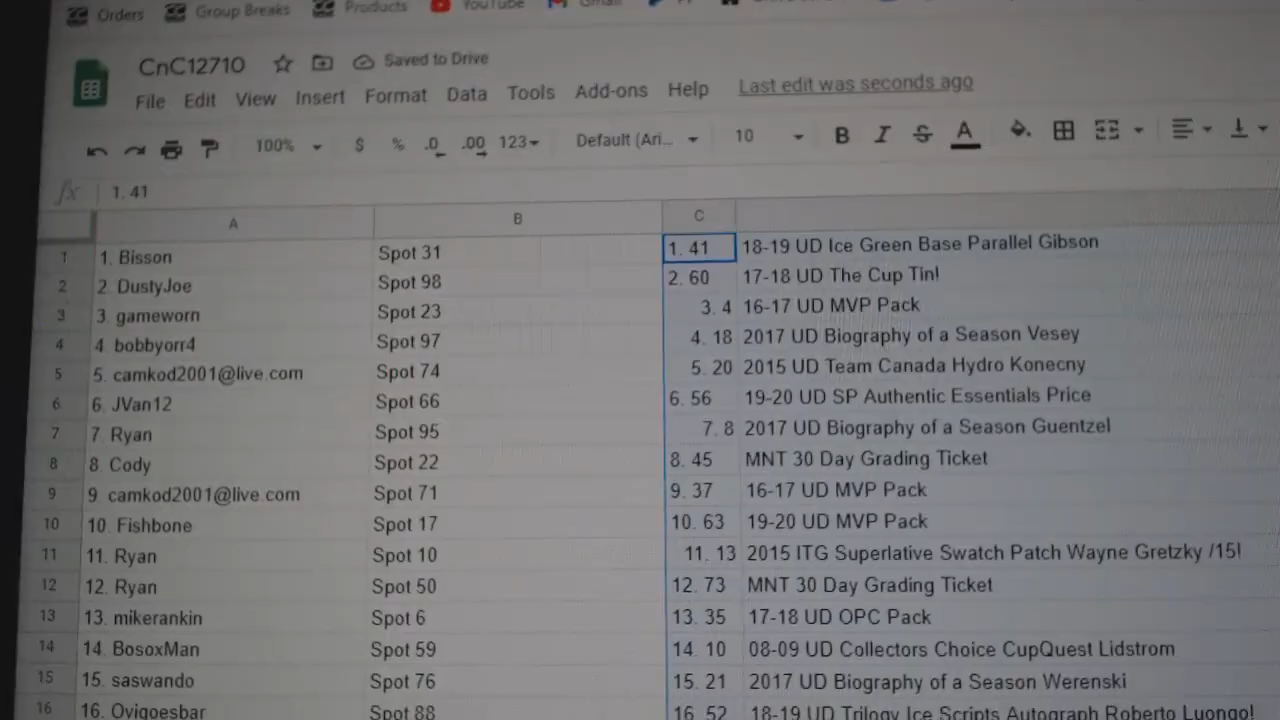 Orders Group Breaks Products YouTube Gmail
CnC12710 Saved to Drive
File Edit View Insert Format Data Tools Add-ons Help Last edit was seconds ago
100% $ % .0 .00 123 Default (Ari... 10 B I S A
fx 1. 41
A B C
1 1. Bisson Spot 31 1. 41 18-19 UD Ice Green Base Parallel Gibson
2 2. DustyJoe Spot 98 2. 60 17-18 UD The Cup Tin!
3 3. gameworn Spot 23 3. 4 16-17 UD MVP Pack
4 4. bobbyorr4 Spot 97 4. 18 2017 UD Biography of a Season Vesey
5 5. camkod2001@live.com Spot 74 5. 20 2015 UD Team Canada Hydro Konecny
6 6. JVan12 Spot 66 6. 56 19-20 UD SP Authentic Essentials Price
7 7. Ryan Spot 95 7. 8 2017 UD Biography of a Season Guentzel
8 8. Cody Spot 22 8. 45 MNT 30 Day Grading Ticket
9 9. camkod2001@live.com Spot 71 9. 37 16-17 UD MVP Pack
10 10. Fishbone Spot 17 10. 63 19-20 UD MVP Pack
11 11. Ryan Spot 10 11. 13 2015 ITG Superlative Swatch Patch Wayne Gretzky /15!
12 12. Ryan Spot 50 12. 73 MNT 30 Day Grading Ticket
13 13. mikerankin Spot 6 13. 35 17-18 UD OPC Pack
14 14. BosoxMan Spot 59 14. 10 08-09 UD Collectors Choice CupQuest Lidstrom
15 15. saswando Spot 76 15. 21 2017 UD Biography of a Season Werenski
16 16. Ovigoesbar Spot 88 16. 52 18-19 UD Trilogy Ice Scripts Autograph Roberto Luongo!